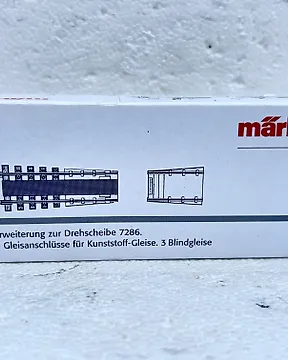 märk
rweiterung zur Drehscheibe 7286.
Gleisanschlüsse für Kunststoff-Gleise. 3 Blindgleise